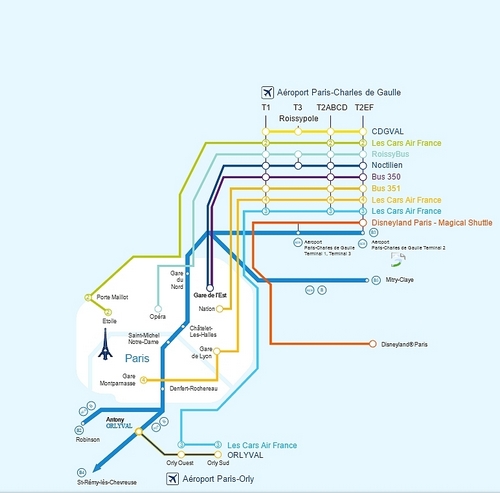 Aéroport Paris-Charles de Gaulle
T1 T3 T2ABCD T2EF
Roissypole
CDGVAL
Les Cars Air France
RoissyBus
Noctilien
Bus 350
Bus 351
Les Cars Air France
Les Cars Air France
Disneyland Paris - Magical Shuttle
Aéroport
Paris-Charles de Gaulle
Terminal 1, Terminal 3
Aéroport
Paris-Charles de Gaulle Terminal 2
Gare
du
Nord
Mitry-Claye
Gare de l'Est
Porte Maillot
Nation
Etoile
Opéra
Châtelet-
Les-Halles
Saint-Michel
Notre-Dame
Disneyland® Paris
Paris
Gare
de Lyon
Gare
Montparnasse
Denfert-Rochereau
Antony
ORLYVAL
Robinson
Les Cars Air France
ORLYVAL
Orly Ouest Orly Sud
St-Rémy-lès-Chevreuse
Aéroport Paris-Orly